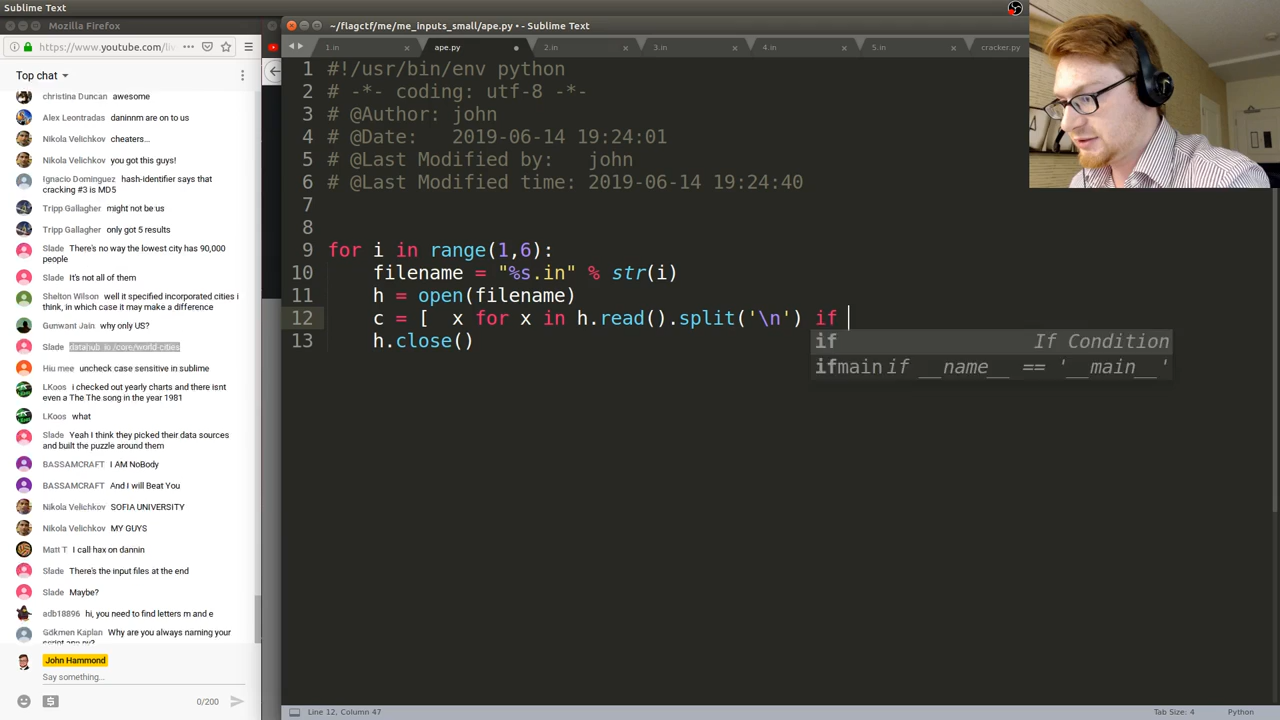 Sublime Text
Mozilla Firefox
https://www.youtube.com/liv
Top chat
christina Duncan awesome
Alex Leontradas daninnm are on to us
Nikola Velichkov cheaters...
Nikola Velichkov you got this guys!
Ignacio Dominguez hash-identifier says that
cracking #3 is MD5
Tripp Gallagher might not be us
Tripp Gallagher only got 5 results
Slade There's no way the lowest city has 90,000
people
Slade It's not all of them
Shelton Wilson well it specified incorporated cities i
think, in which case it may make a difference
Gunwant Jain why only US?
Slade datahub .io /core/world-cities
Hiu mee uncheck case sensitive in sublime
LKoos i checked out yearly charts and there isnt
even a The The song in the year 1981
LKoos what
Slade Yeah I think they picked their data sources
and built the puzzle around them
BASSAMCRAFT I AM NoBody
BASSAMCRAFT And I will Beat You
Nikola Velichkov SOFIA UNIVERSITY
Nikola Velichkov MY GUYS
Matt T I call hax on dannin
Slade There's the input files at the end
Slade Maybe?
adb18896 hi, you need to find letters m and e
Gökmen Kaplan Why are you always naming your
script ape.py?
John Hammond
Say something...
0/200
~/flagctf/me/me_inputs_small/ape.py • - Sublime Text
1.in
ape.py
2.in
3.in
4.in
5.in
cracker.py
1 #!/usr/bin/env python
2 # -*- coding: utf-8 -*-
3 # @Author: john
4 # @Date:   2019-06-14 19:24:01
5 # @Last Modified by:   john
6 # @Last Modified time: 2019-06-14 19:24:40
7
8
9 for i in range(1,6):
10     filename = "%s.in" % str(i)
11     h = open(filename)
12     c = [  x for x in h.read().split('\n') if
13     h.close()
if If Condition
ifmain if __name__ == '__main__'
Line 12, Column 47
Tab Size: 4
Python